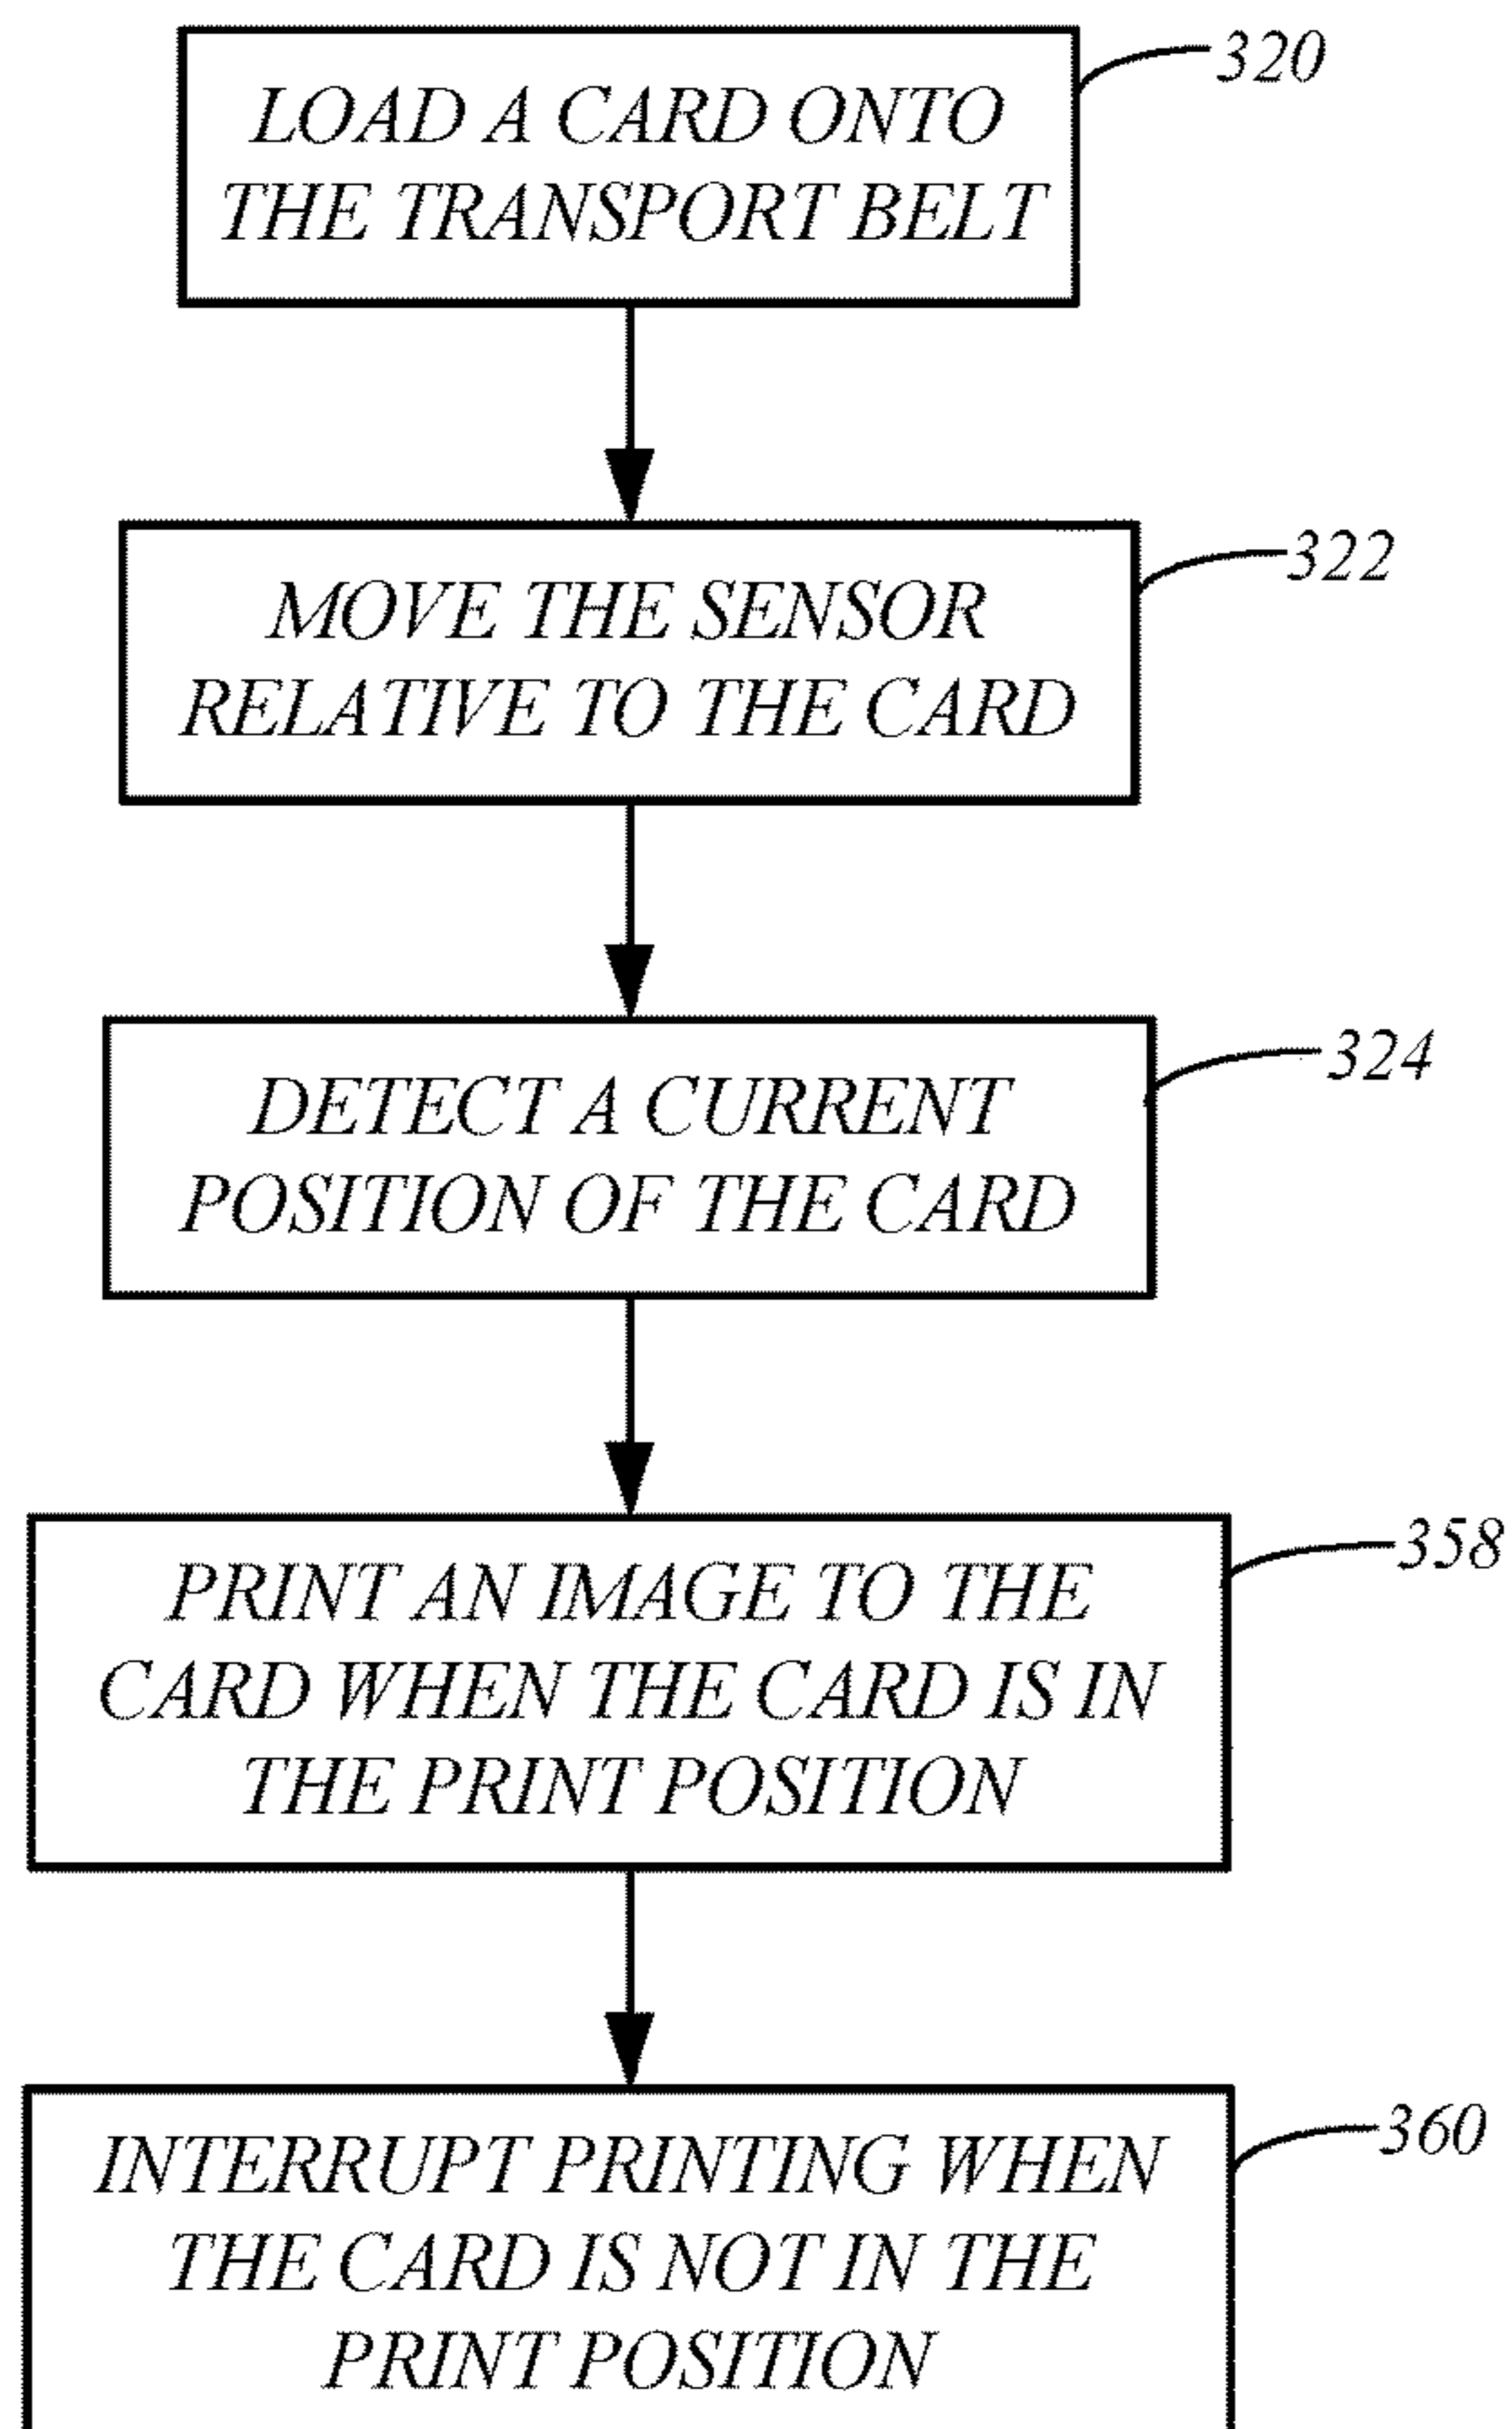 320
LOAD A CARD ONTO
THE TRANSPORT BELT
322
MOVE THE SENSOR
RELATIVE TO THE CARD
324
DETECT A CURRENT
POSITION OF THE CARD
358
PRINT AN IMAGE TO THE
CARD WHEN THE CARD IS IN
THE PRINT POSITION
360
INTERRUPT PRINTING WHEN
THE CARD IS NOT IN THE
PRINT POSITION